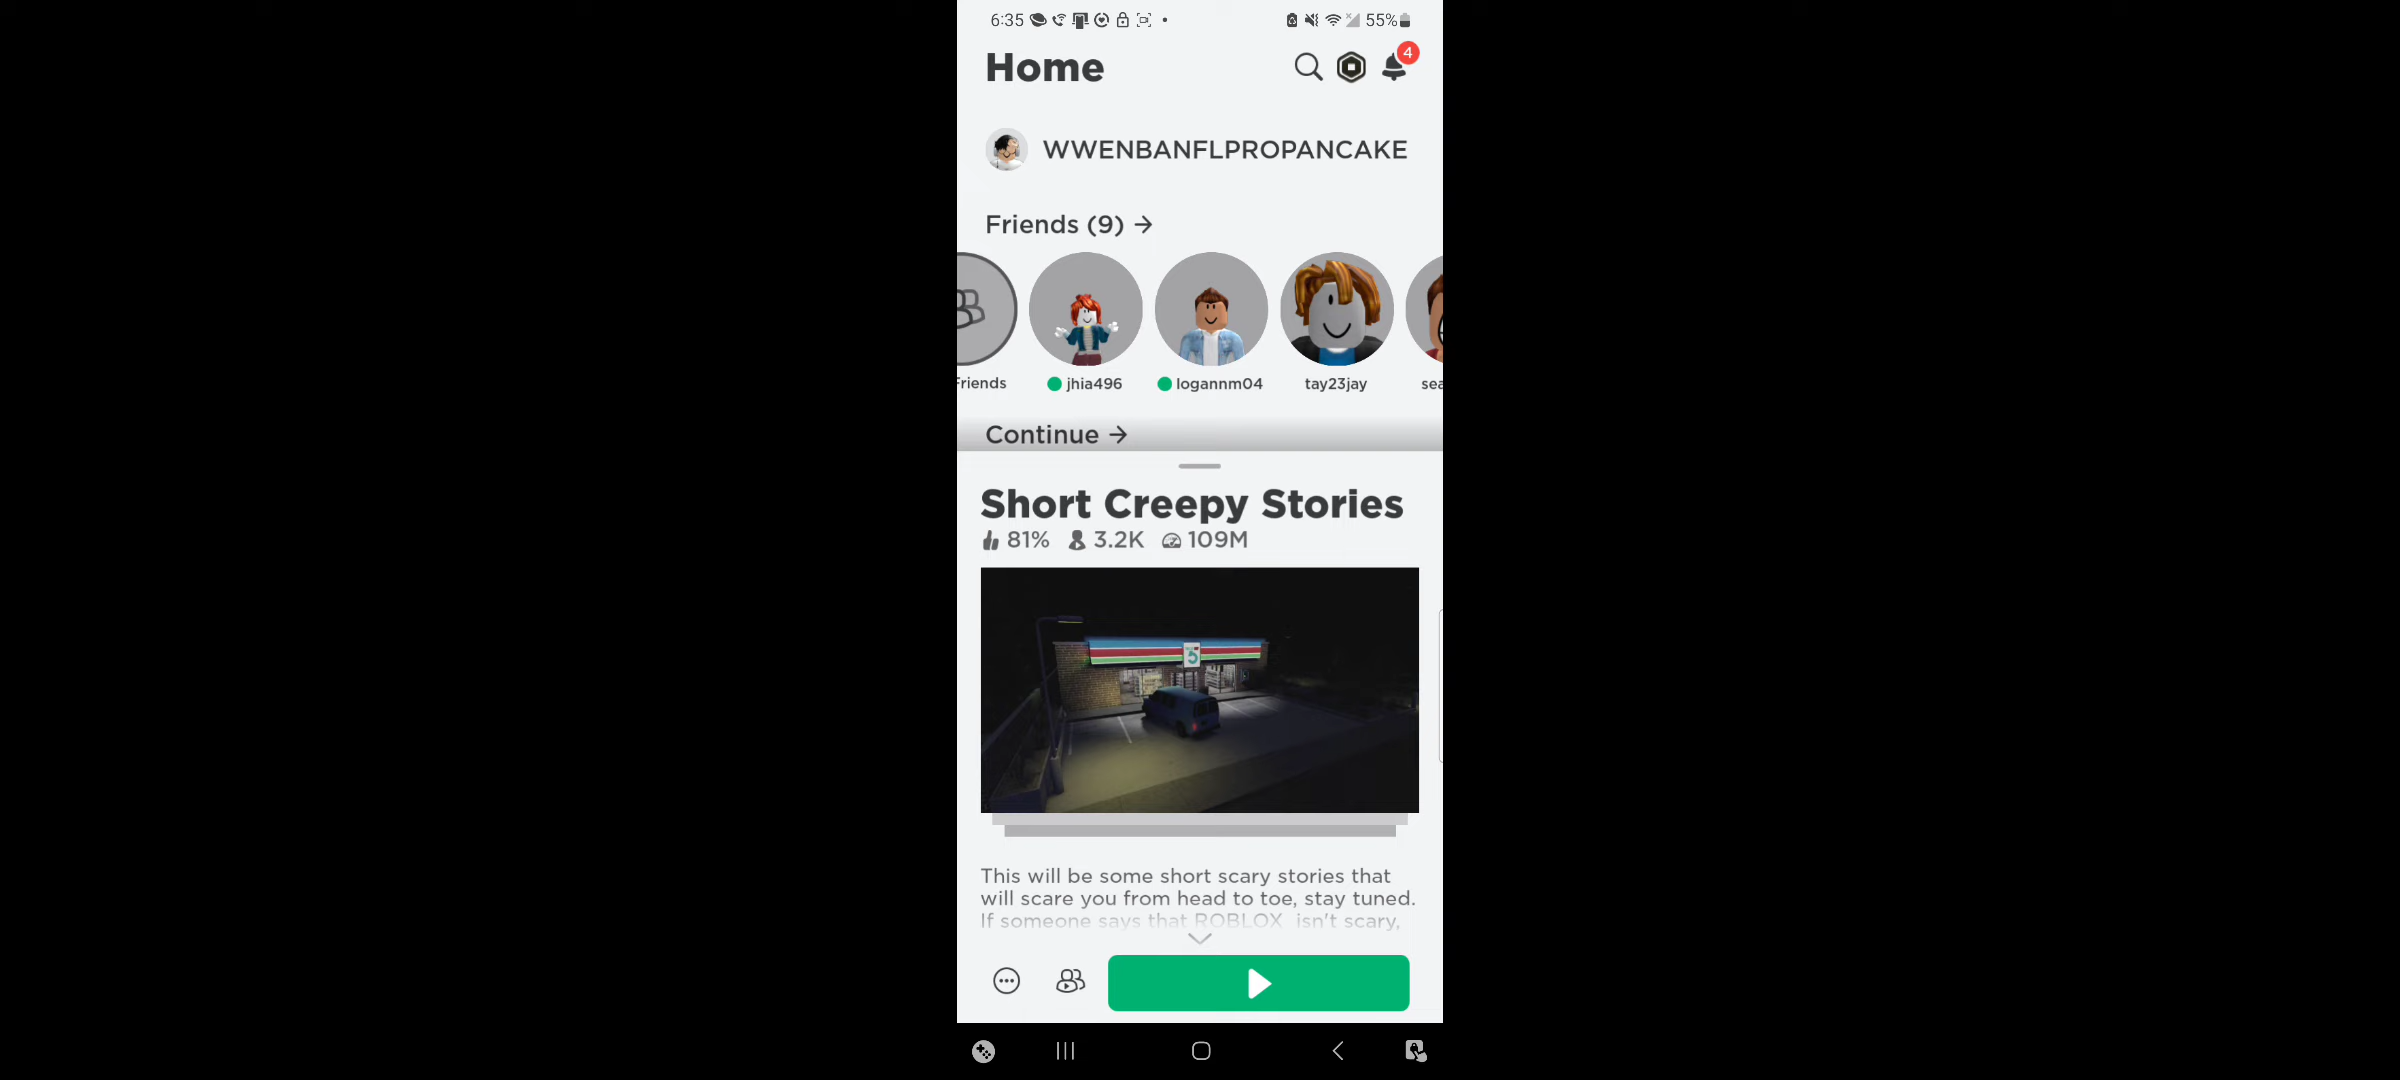 6:35
55%
Home
4
WWENBANFLPROPANCAKE
Friends (9)
Friends
jhia496
logannm04
tay23jay
sea
Continue
Short Creepy Stories
81% 3.2K 109M
5
This will be some short scary stories that
will scare you from head to toe, stay tuned.
If someone says that ROBLOX isn't scary,